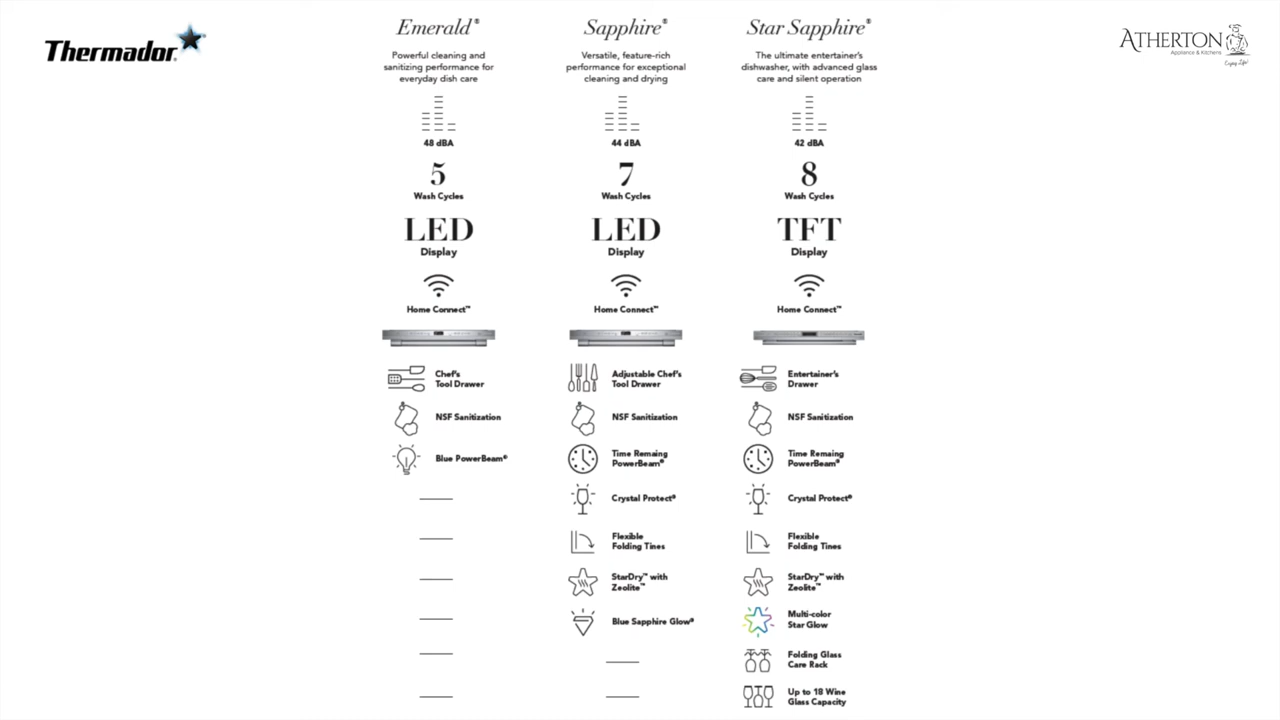 Thermador®
ATHERTON
Appliance & Kitchens
Enjoy Life!
Emerald®
Powerful cleaning and
sanitizing performance for
everyday dish care
48 dBA
5
Wash Cycles
LED
Display
Home Connect™
Chef's
Tool Drawer
NSF Sanitization
Blue PowerBeam®
Sapphire®
Versatile, feature-rich
performance for exceptional
cleaning and drying
44 dBA
7
Wash Cycles
LED
Display
Home Connect™
Adjustable Chef's
Tool Drawer
NSF Sanitization
Time Remaing
PowerBeam®
Crystal Protect®
Flexible
Folding Tines
StarDry™ with
Zeolite™
Blue Sapphire Glow®
Star Sapphire®
The ultimate entertainer's
dishwasher, with advanced glass
care and silent operation
42 dBA
8
Wash Cycles
TFT
Display
Home Connect™
Entertainer's
Drawer
NSF Sanitization
Time Remaing
PowerBeam®
Crystal Protect®
Flexible
Folding Tines
StarDry™ with
Zeolite™
Multi-color
Star Glow
Folding Glass
Care Rack
Up to 18 Wine
Glass Capacity